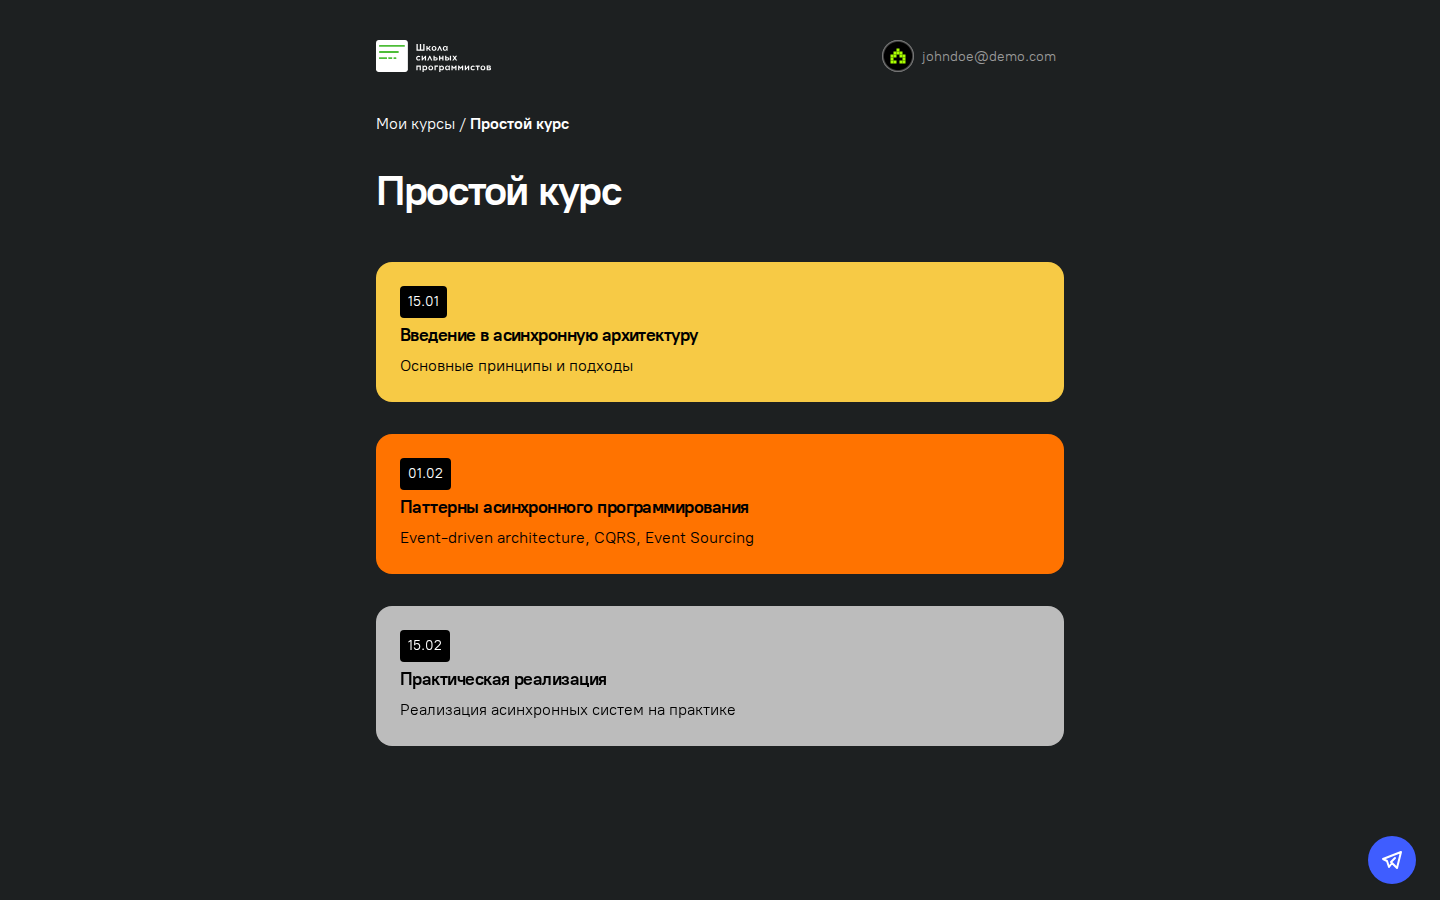 Школа
сильных
программистов
johndoe@demo.com
Мои курсы / Простой курс
Простой курс
15.01
Введение в асинхронную архитектуру
Основные принципы и подходы
01.02
Паттерны асинхронного программирования
Event-driven architecture, CQRS, Event Sourcing
15.02
Практическая реализация
Реализация асинхронных систем на практике